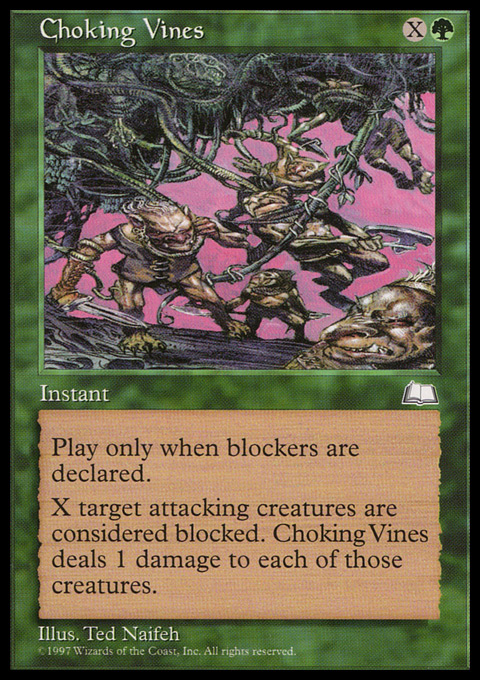 Choking Vines X
Instant
Play only when blockers are
declared.
X target attacking creatures are
considered blocked. Choking Vines
deals 1 damage to each of those
creatures.
Illus. Ted Naifeh
©1997 Wizards of the Coast, Inc. All rights reserved.